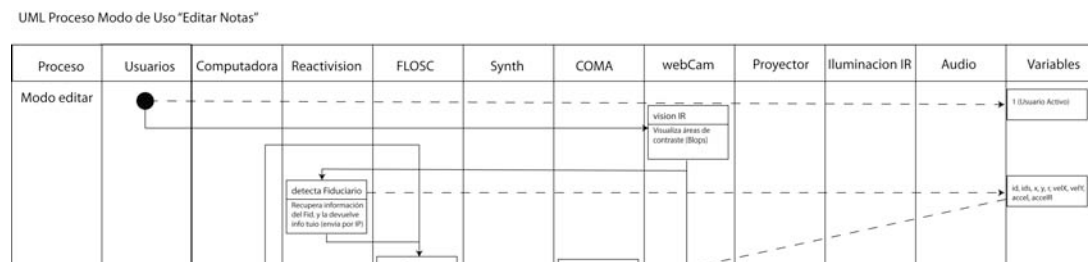 UML Proceso Modo de Uso “Editar Notas”
Proceso Usuarios Computadora Reactivision FLOSC Synth COMA webCam Proyector Iluminacion IR Audio Variables
Modo editar
1 (Usuario Activo)
vision IR
Visualiza áreas de
contraste (Blops)
detecta Fiduciario
Recupera información
del Fid, y la devuelve
info tuio (envia por IP)
id, ids, x, y, r, velX, velY,
accel, accelR